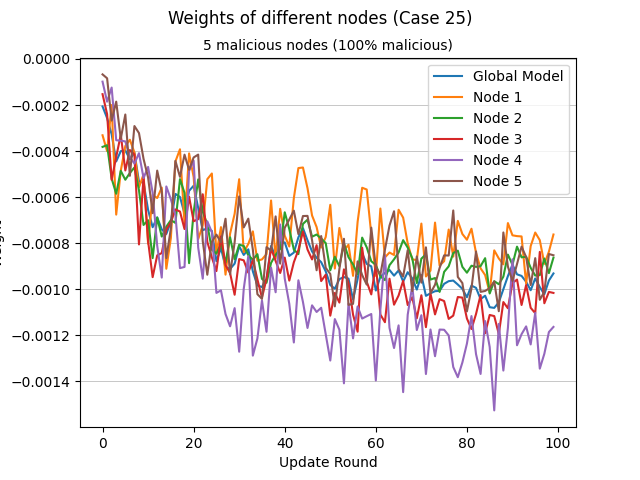 Weights of different nodes (Case 25)
5 malicious nodes (100% malicious)
0.0000
−0.0002
−0.0004
−0.0006
−0.0008
−0.0010
−0.0012
−0.0014
Global Model
Node 1
Node 2
Node 3
Node 4
Node 5
0 20 40 60 80 100
Update Round